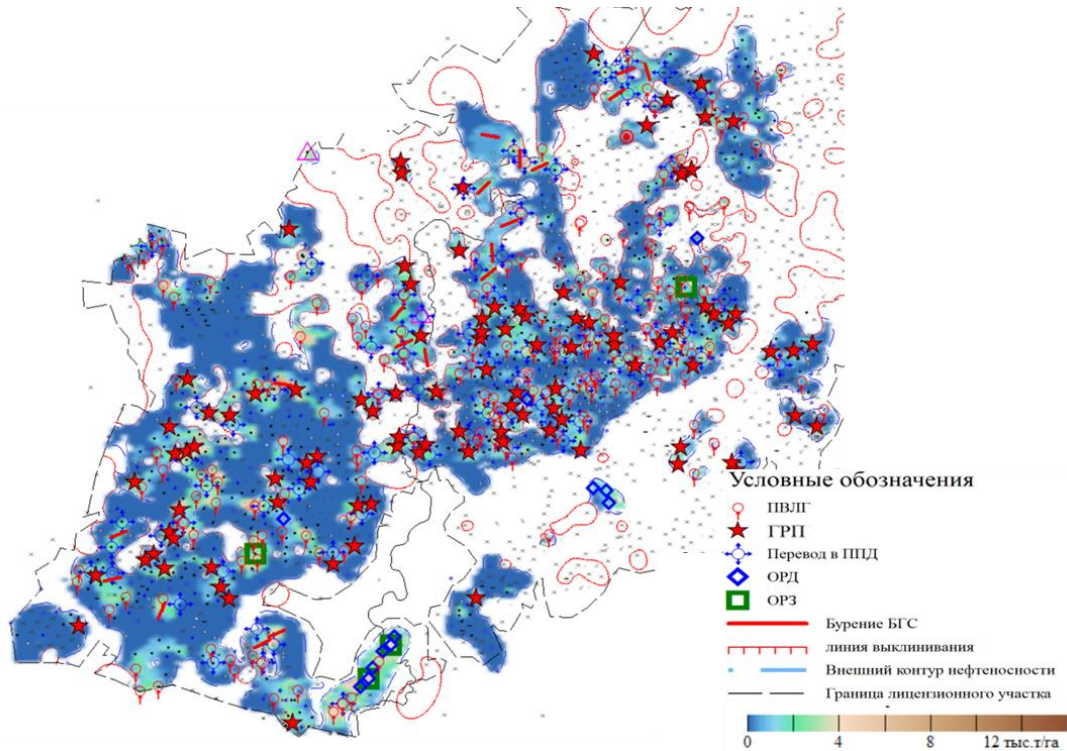 Условные обозначения
ПВЛГ
ГРП
Перевод в ППД
ОРД
ОРЗ
Бурение БГС
линия выклинивания
Внешний контур нефтеносности
Граница лицензионного участка
0 4 8 12 тыс.т/га